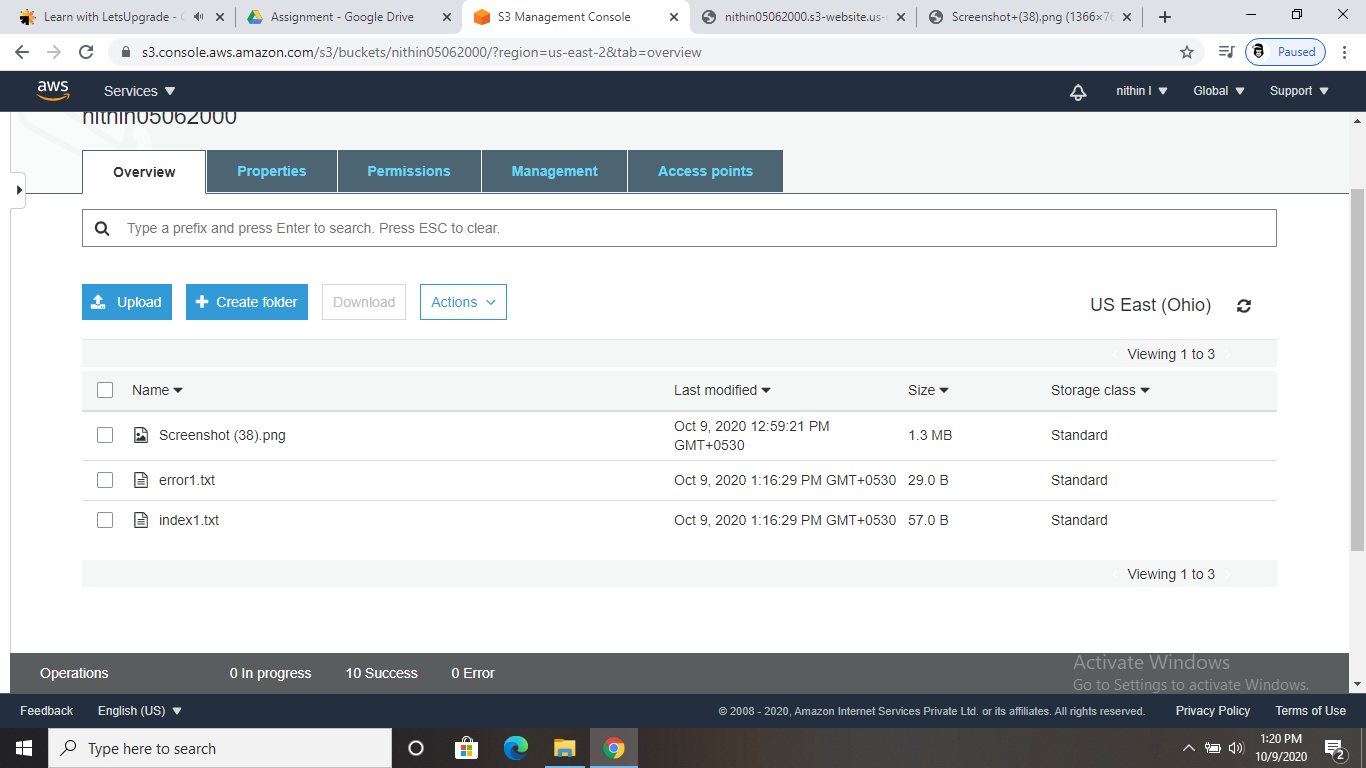 Learn with LetsUpgrade -
Assignment - Google Drive
S3 Management Console
nithin05062000.s3-website.us-
Screenshot+(38).png (1366×76
s3.console.aws.amazon.com/s3/buckets/nithin05062000/?region=us-east-2&tab=overview
Paused
aws
Services
nithin l
Global
Support
nithin05062000
Overview
Properties
Permissions
Management
Access points
Type a prefix and press Enter to search. Press ESC to clear.
Upload
Create folder
Download
Actions
US East (Ohio)
Viewing 1 to 3
Name
Last modified
Size
Storage class
Screenshot (38).png
Oct 9, 2020 12:59:21 PM
GMT+0530
1.3 MB
Standard
error1.txt
Oct 9, 2020 1:16:29 PM GMT+0530
29.0 B
Standard
index1.txt
Oct 9, 2020 1:16:29 PM GMT+0530
57.0 B
Standard
Viewing 1 to 3
Operations
0 In progress
10 Success
0 Error
Activate Windows
Go to Settings to activate Windows.
Feedback
English (US)
© 2008 - 2020, Amazon Internet Services Private Ltd. or its affiliates. All rights reserved.
Privacy Policy
Terms of Use
Type here to search
1:20 PM
10/9/2020
2